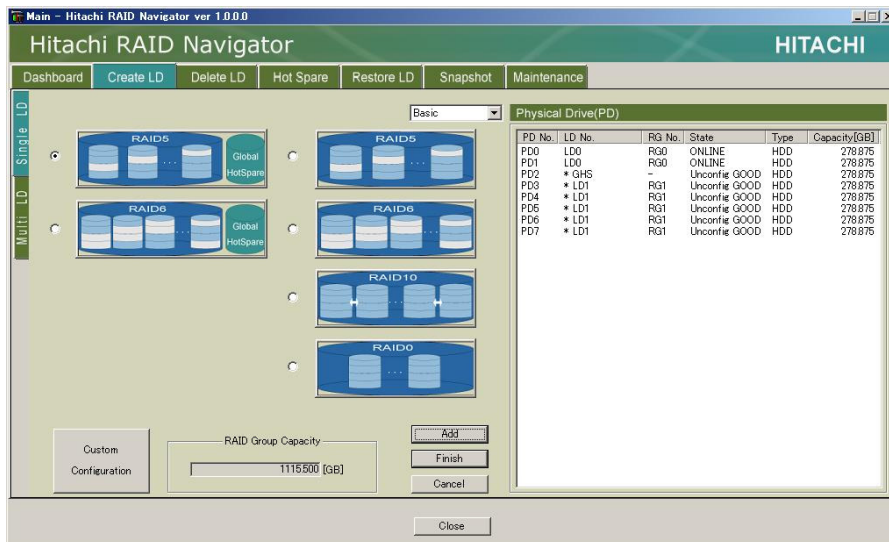 Main - Hitachi RAID Navigator ver 1.0.0.0
Hitachi RAID Navigator
HITACHI
Dashboard Create LD Delete LD Hot Spare Restore LD Snapshot Maintenance
Single LD
Multi LD
Basic
RAID5
Global
HotSpare
RAID5
RAID6
Global
HotSpare
RAID6
RAID10
RAID0
Custom
Configuration
RAID Group Capacity
1115.500 [GB]
Add
Finish
Cancel
Physical Drive(PD)
PD No. LD No. RG No. State Type Capacity[GB]
PD0 LD0 RG0 ONLINE HDD 278.875
PD1 LD0 RG0 ONLINE HDD 278.875
PD2 * GHS - Unconfig GOOD HDD 278.875
PD3 * LD1 RG1 Unconfig GOOD HDD 278.875
PD4 * LD1 RG1 Unconfig GOOD HDD 278.875
PD5 * LD1 RG1 Unconfig GOOD HDD 278.875
PD6 * LD1 RG1 Unconfig GOOD HDD 278.875
PD7 * LD1 RG1 Unconfig GOOD HDD 278.875
Close